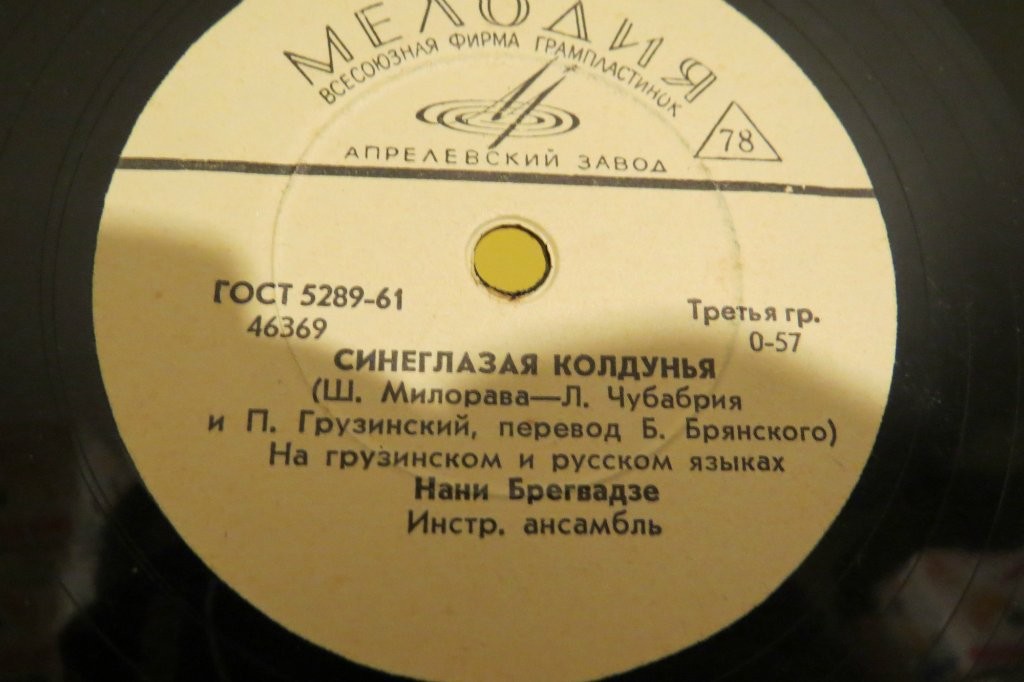 МЕЛОДИЯ
ВСЕСОЮЗНАЯ ФИРМА ГРАМПЛАСТИНОК
АПРЕЛЕВСКИЙ ЗАВОД
78
ГОСТ 5289-61
46369
Третья гр.
0-57
СИНЕГЛАЗАЯ КОЛДУНЬЯ
(Ш. Милорава—Л. Чубабрия
и П. Грузинский, перевод Б. Брянского)
На грузинском и русском языках
Нани Брегвадзе
Инстр. ансамбль